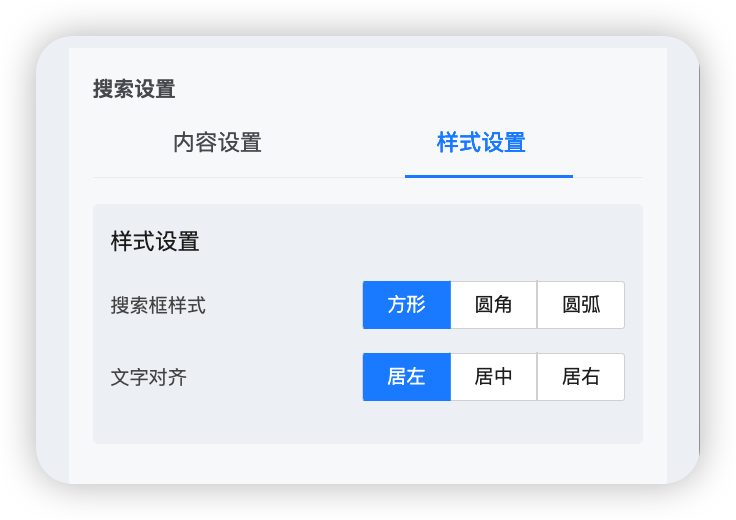 搜索设置
内容设置 样式设置
样式设置
搜索框样式 方形 圆角 圆弧
文字对齐 居左 居中 居右